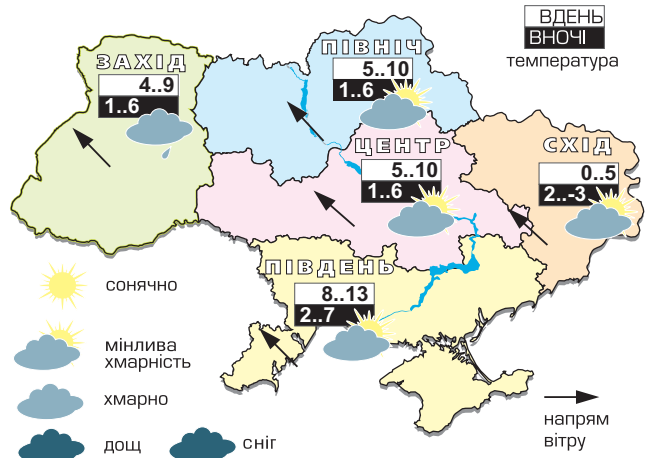 ВДЕНЬ
ВНОЧІ
температура
ПІВНІЧ
5..10
1..6
ЗАХІД
4..9
1..6
ЦЕНТР
5..10
1..6
СХІД
0..5
2..-3
ПІВДЕНЬ
8..13
2..7
сонячно
мінлива
хмарність
хмарно
дощ
сніг
напрям
вітру